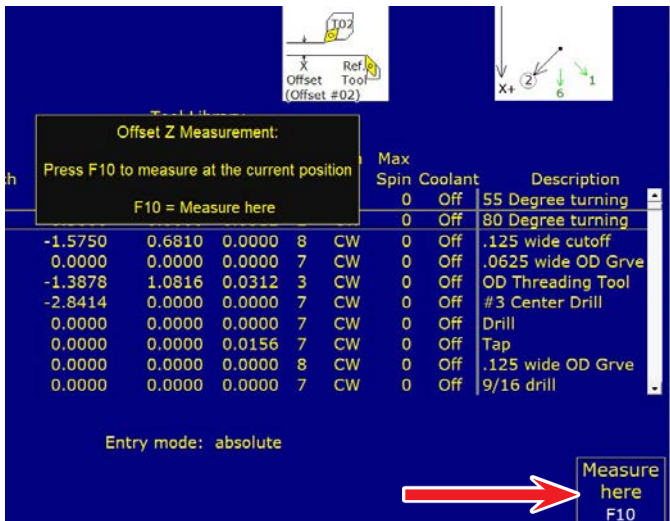 T02
X Ref.
Offset Tool
(Offset #02)
X+ 2 1
6
Offset Z Measurement:
Press F10 to measure at the current position
F10 = Measure here
Max
Spin Coolant Description
0 Off 55 Degree turning
0 Off 80 Degree turning
-1.5750 0.6810 0.0000 8 CW 0 Off .125 wide cutoff
0.0000 0.0000 0.0000 7 CW 0 Off .0625 wide OD Grve
-1.3878 1.0816 0.0312 3 CW 0 Off OD Threading Tool
-2.8414 0.0000 0.0000 7 CW 0 Off #3 Center Drill
0.0000 0.0000 0.0000 7 CW 0 Off Drill
0.0000 0.0000 0.0156 7 CW 0 Off Tap
0.0000 0.0000 0.0000 8 CW 0 Off .125 wide OD Grve
0.0000 0.0000 0.0000 7 CW 0 Off 9/16 drill
Entry mode: absolute
Measure
here
F10